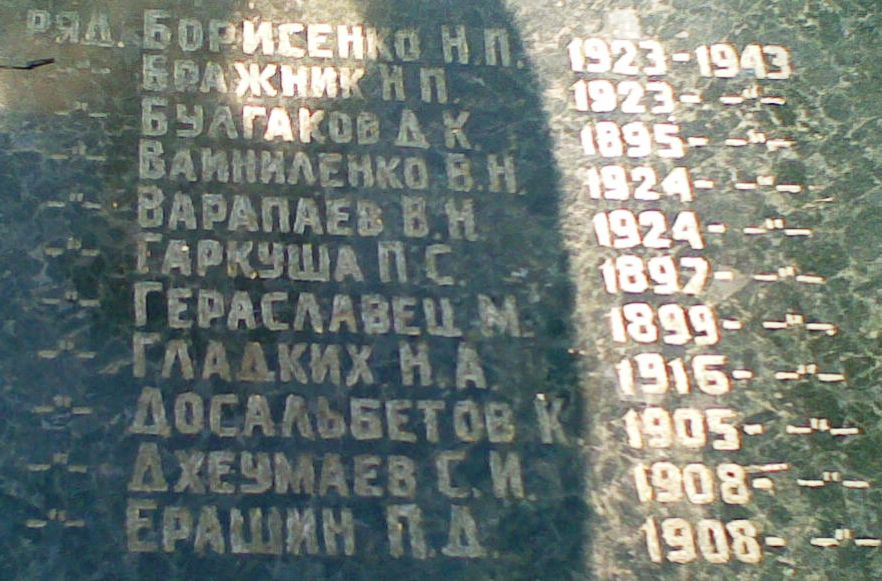 РЯД. БОРИСЕНКО Н.П. 1923-1943
-"- БРАЖНИК Н П. 1923- -"-
-"- БУЛГАКОВ Д.К. 1895- -"-
-"- ВАЙНИЛЕНКО В.Н. 1924- -"-
-"- ВАРАПАЕВ В.Н. 1924- -"-
-"- ГАРКУША П.С. 1897- -"-
-"- ГЕРАСЛАВЕЦ М. 1899- -"-
-"- ГЛАДКИХ Н.А. 1916- -"-
-"- ДОСАЛЬБЕТОВ К. 1905- -"-
-"- ДЖЕУМАЕВ С.И. 1908- -"-
-"- ЕРАШИН П.Д. 1908- -"-